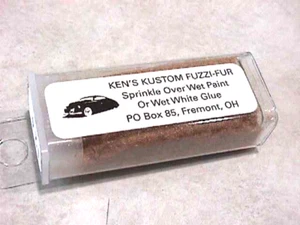 KEN'S KUSTOM FUZZI-FUR
Sprinkle Over Wet Paint
Or Wet White Glue
PO Box 85, Fremont, OH